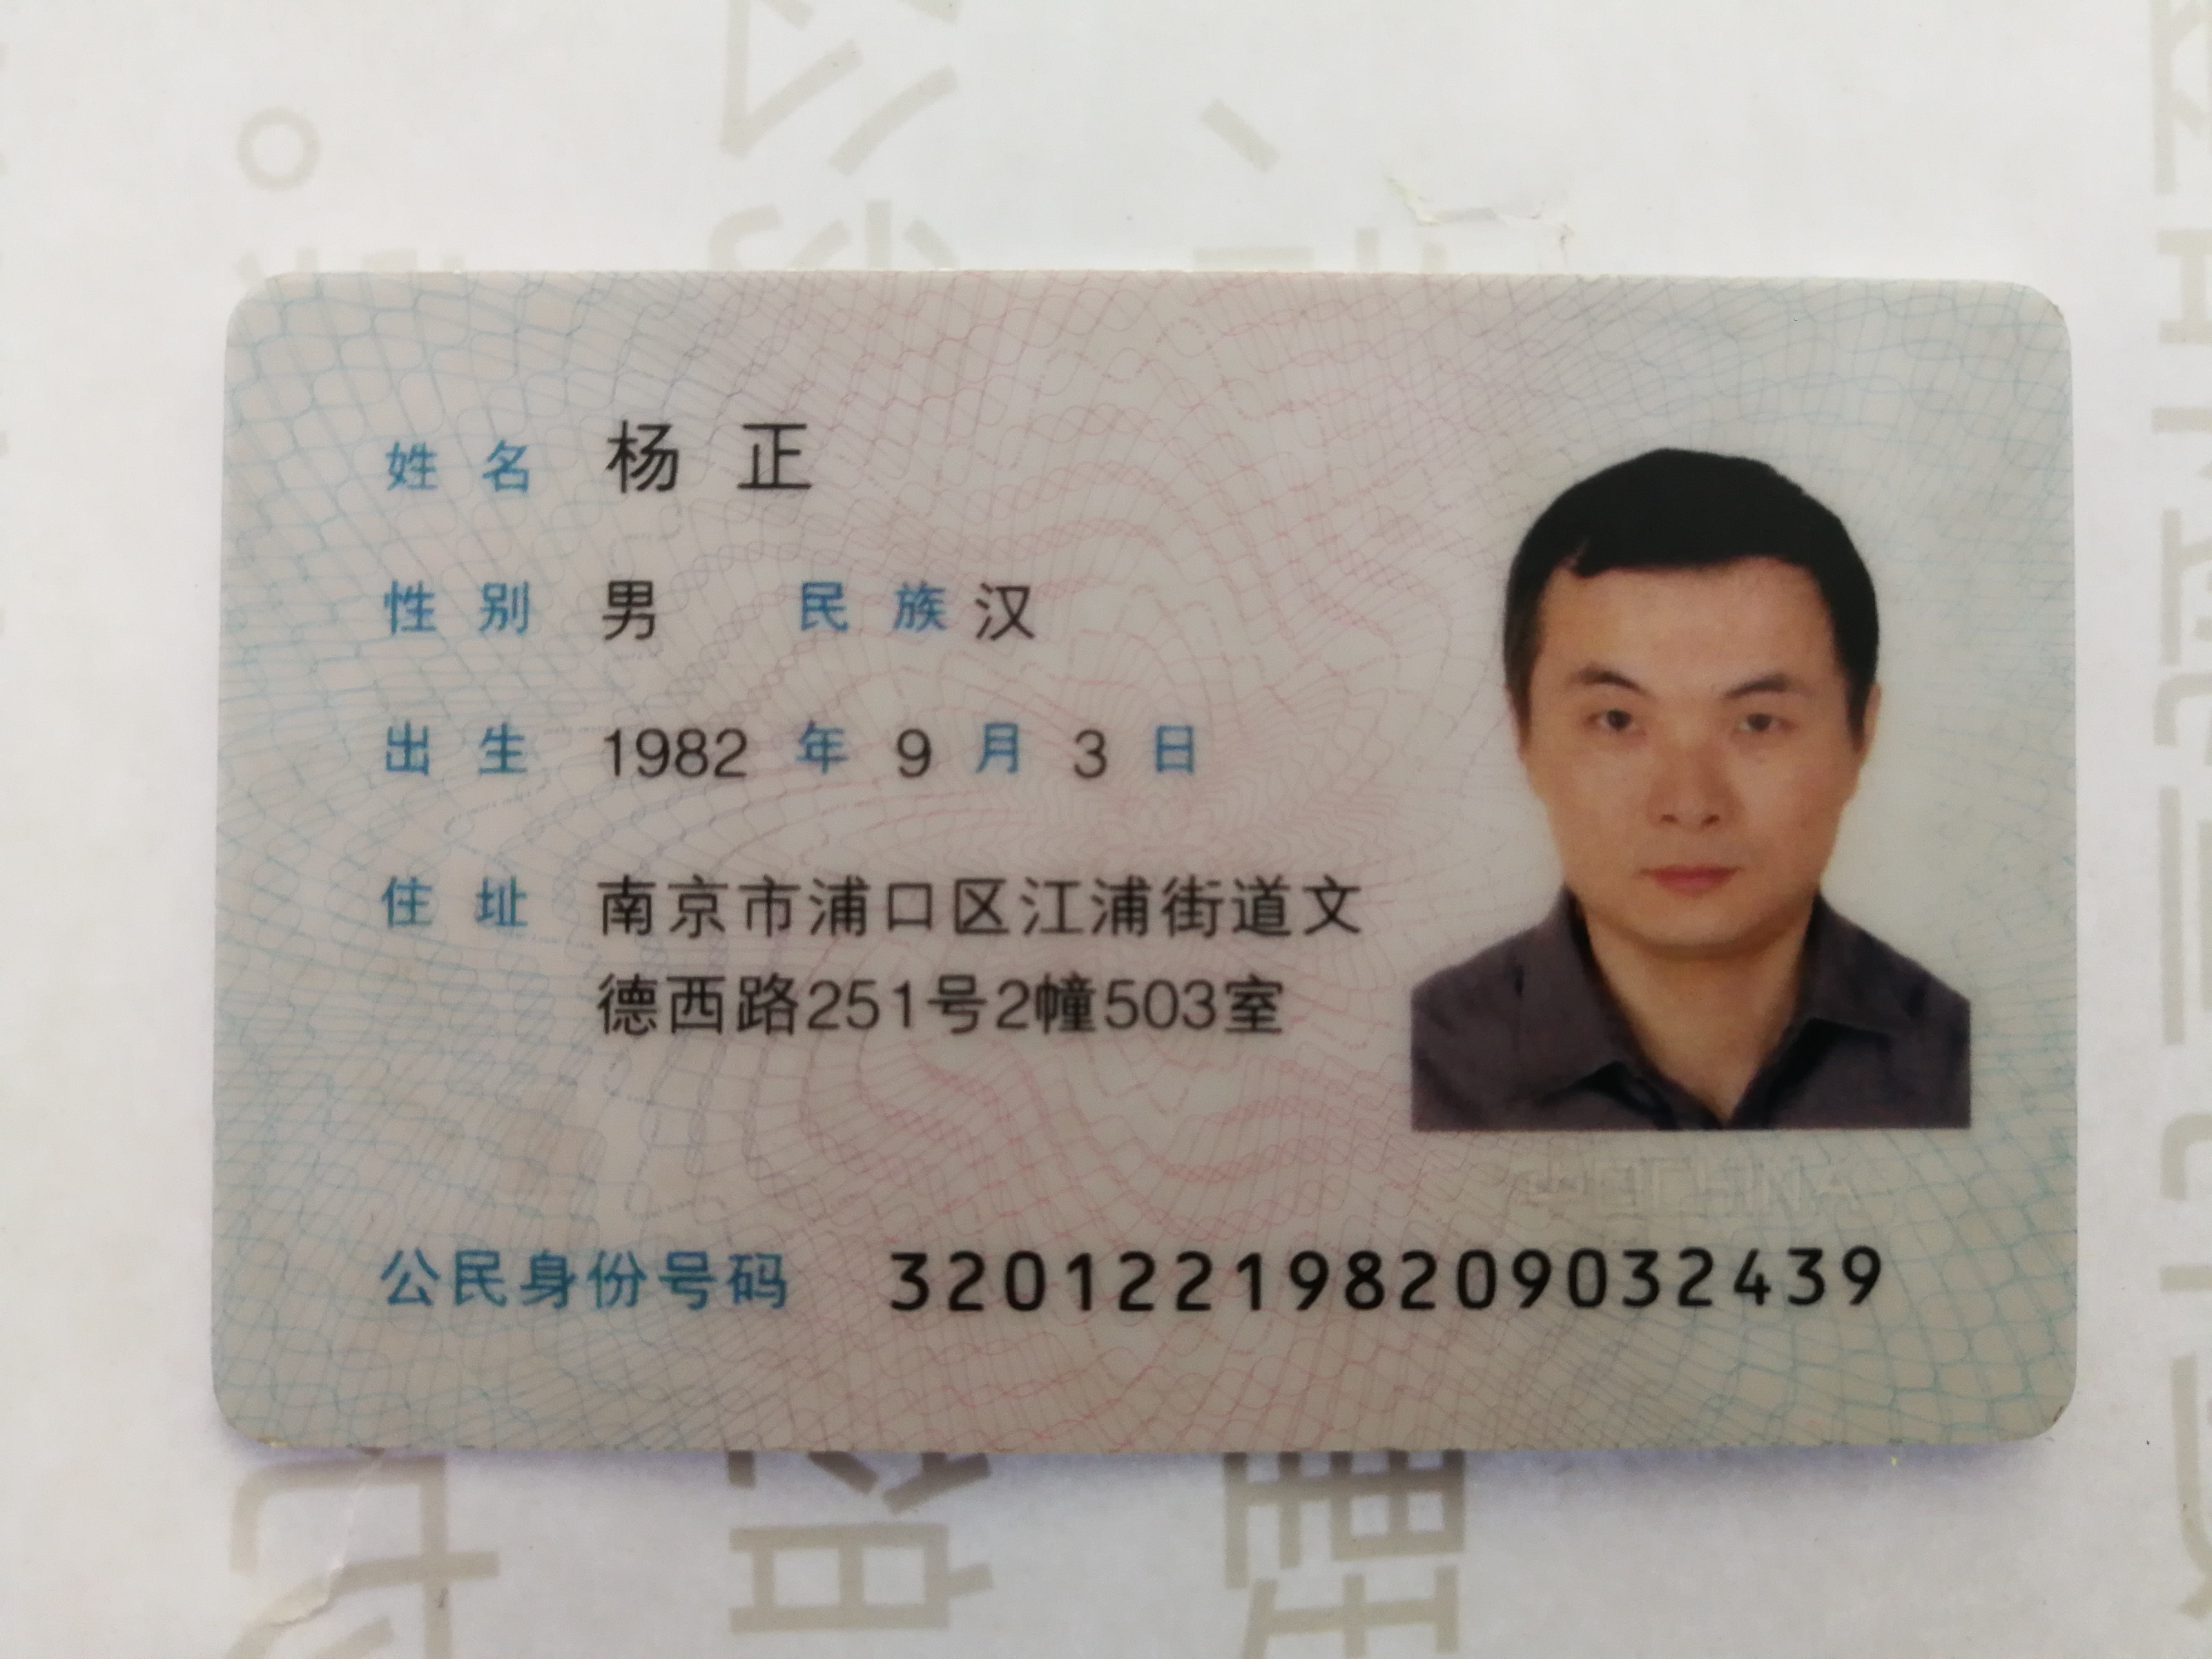 姓名 杨正
性别 男 民族 汉
出生 1982 年 9 月 3 日
住址 南京市浦口区江浦街道文
德西路251号2幢503室
公民身份号码 320122198209032439